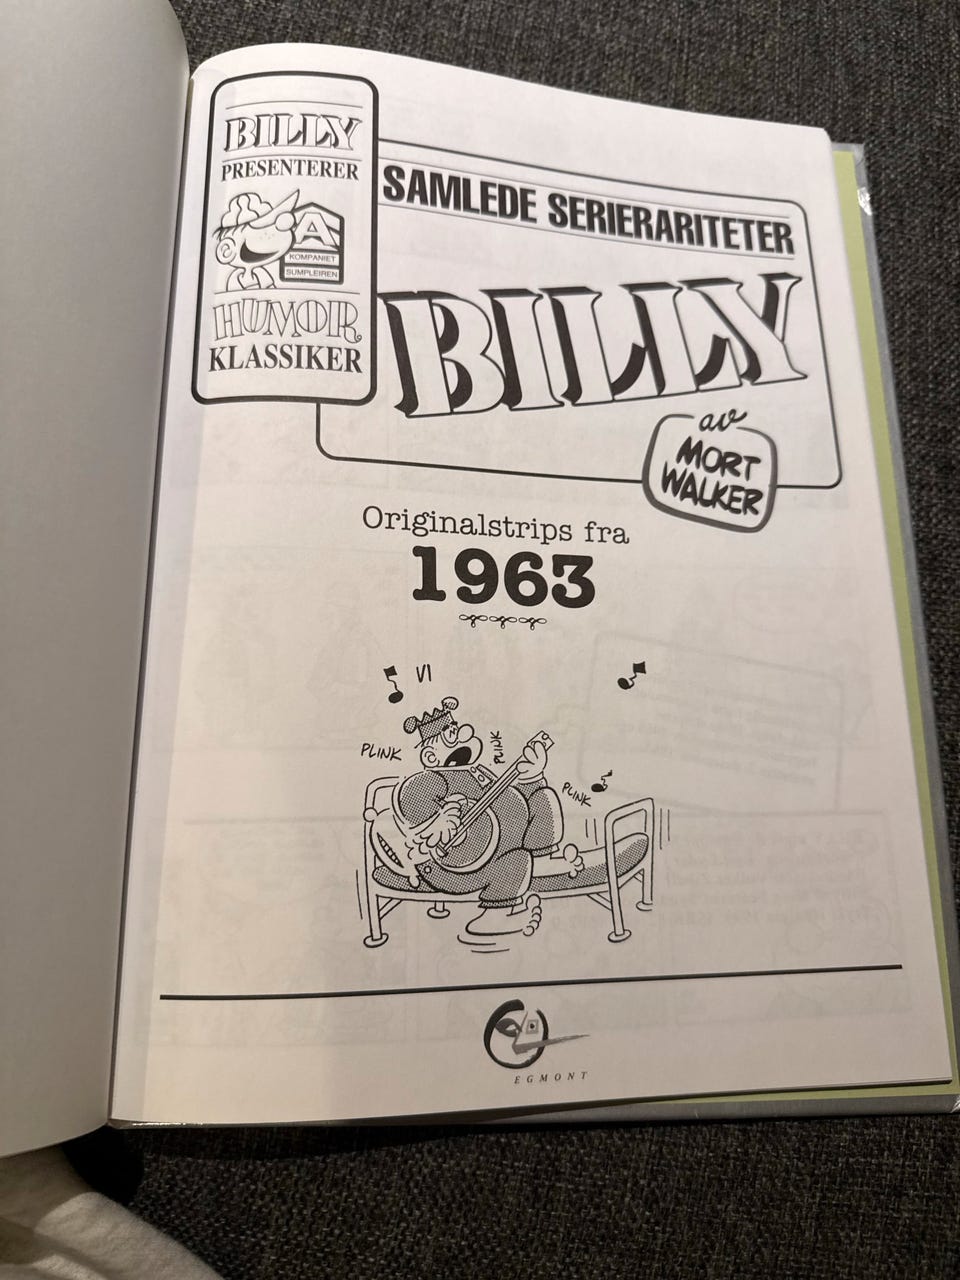 BILLY
PRESENTERER
A
KOMPANIET
SUMPLEIREN
HUMOR
KLASSIKER
SAMLEDE SERIERARITETER
BILLY
av
MORT
WALKER
Originalstrips fra
1963
VI
PLINK
PLINK
PLINK
EGMONT